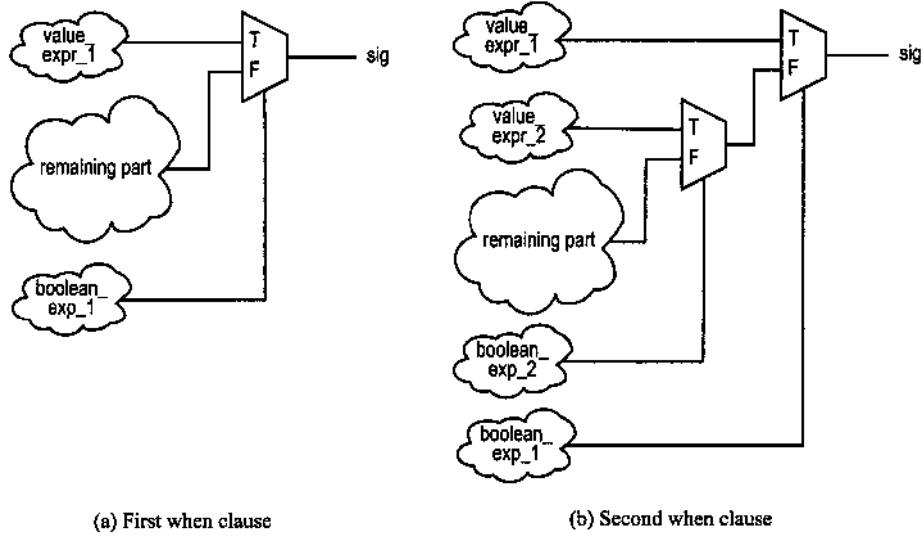 value_
expr_1
T
F
sig
remaining part
boolean_
exp_1
(a) First when clause
value_
expr_1
T
F
sig
value_
expr_2
T
F
remaining part
boolean_
exp_2
boolean_
exp_1
(b) Second when clause